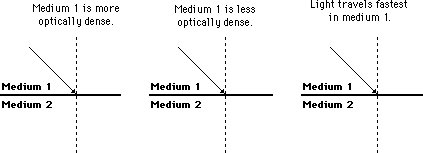 Medium 1 is more
optically dense.
Medium 1
Medium 2
Medium 1 is less
optically dense.
Medium 1
Medium 2
Light travels fastest
in medium 1.
Medium 1
Medium 2